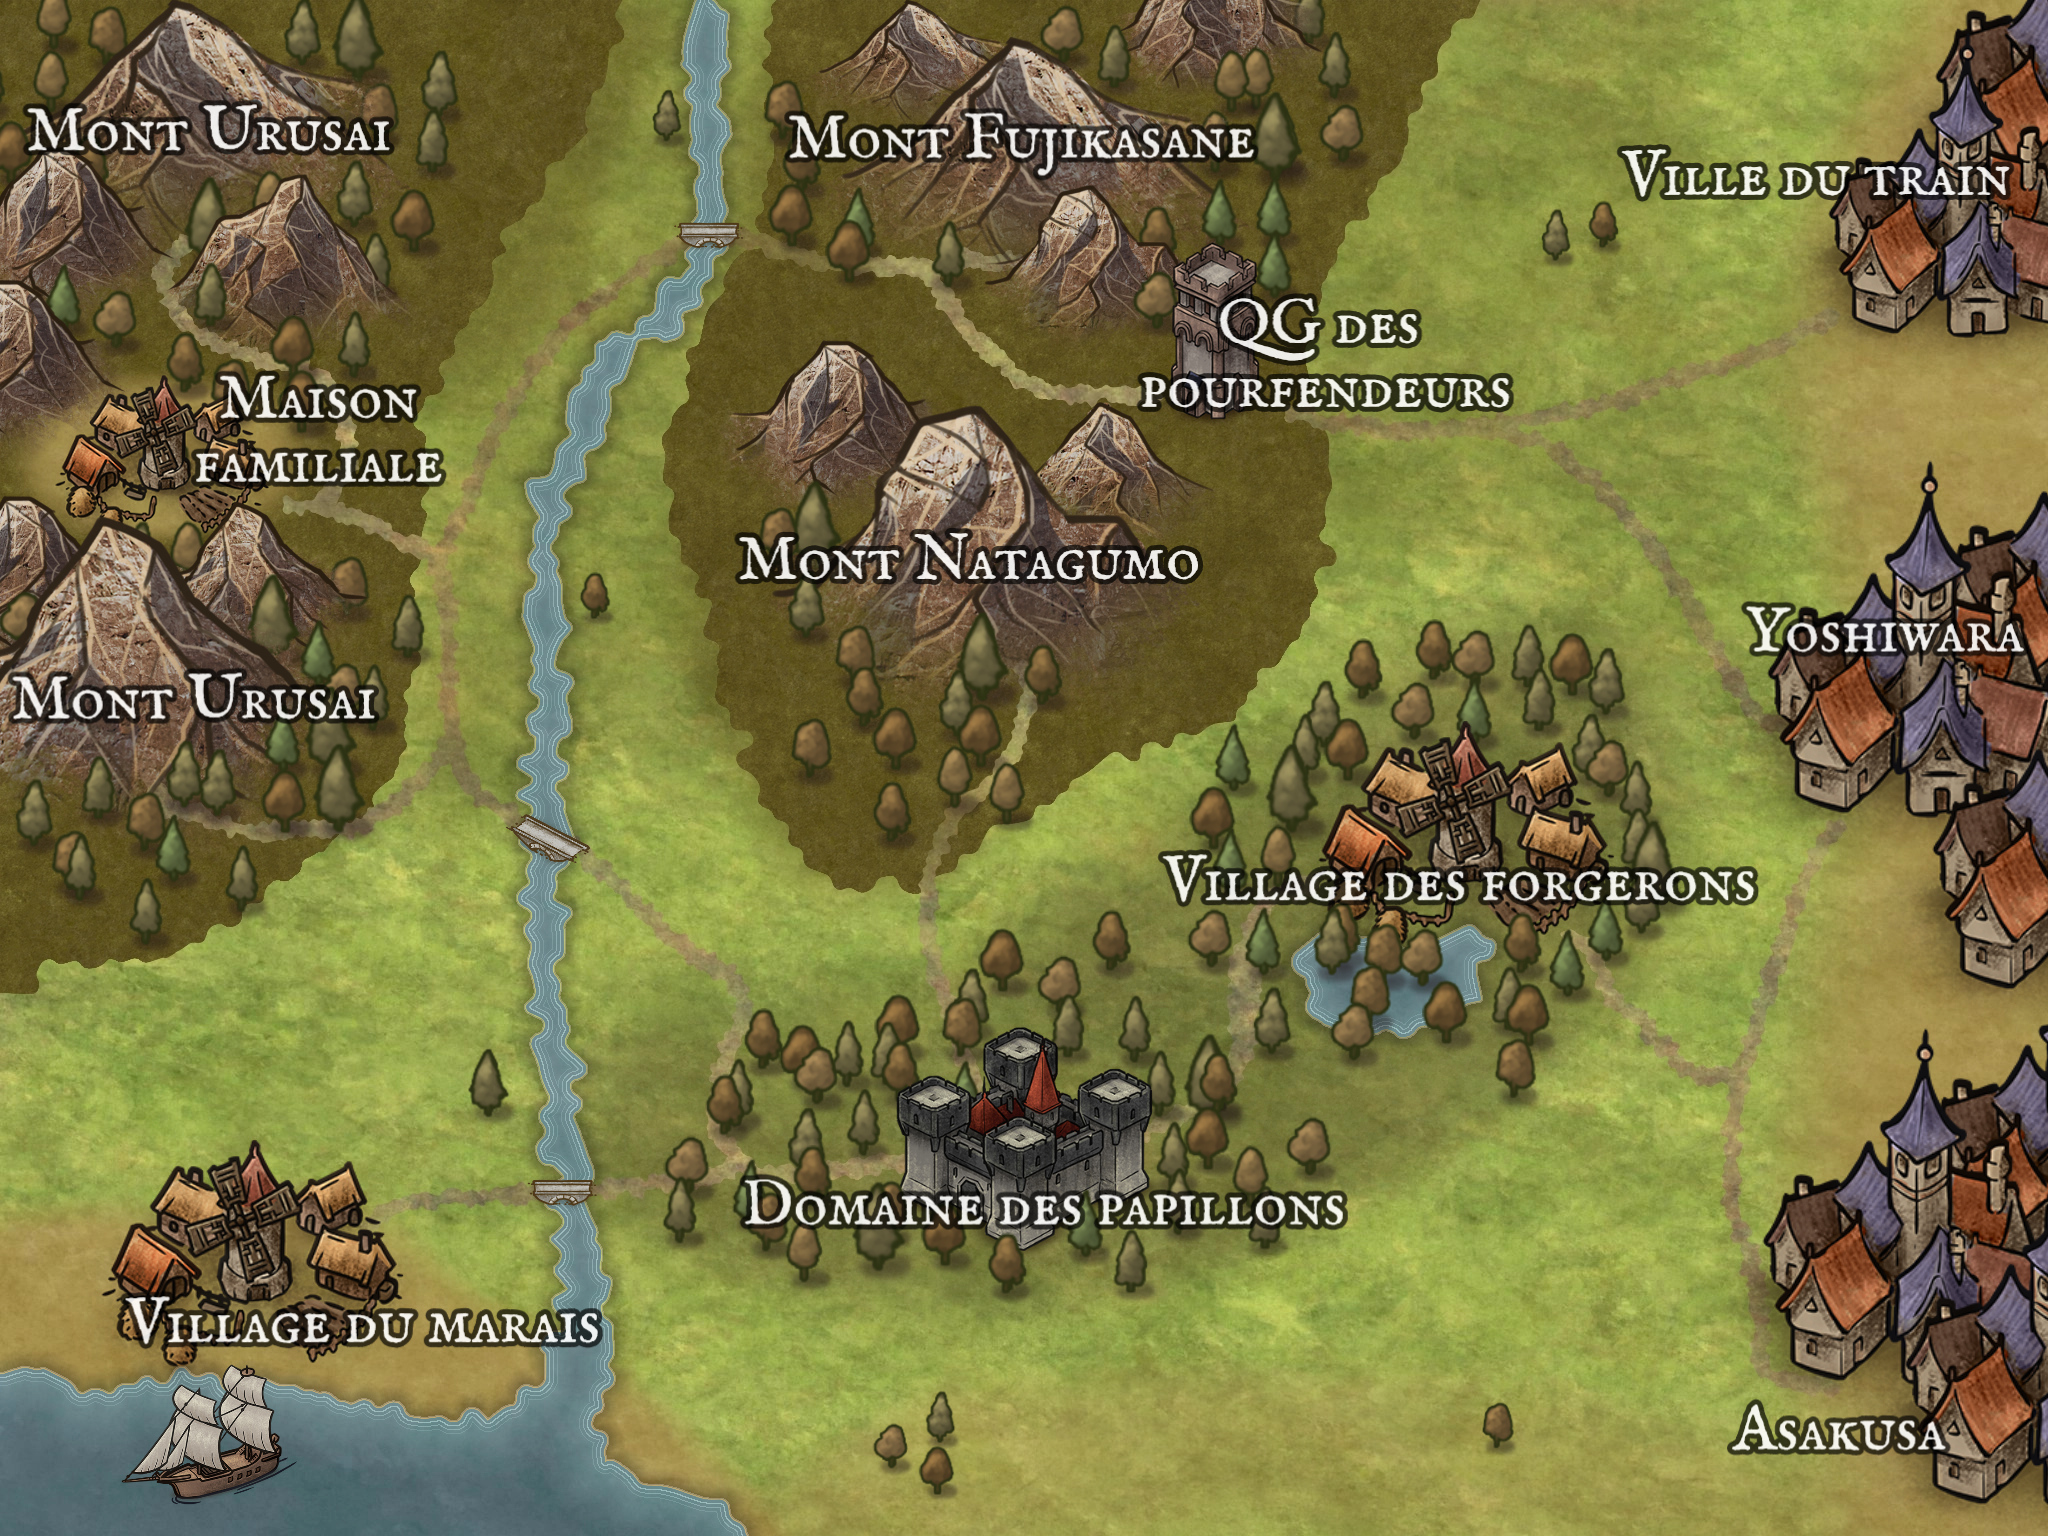 Mont Urusai
Mont Fujikasane
Ville du train
QG des
pourfendeurs
Maison
familiale
Mont Natagumo
Yoshiwara
Mont Urusai
Village des forgerons
Domaine des papillons
Village du marais
Asakusa